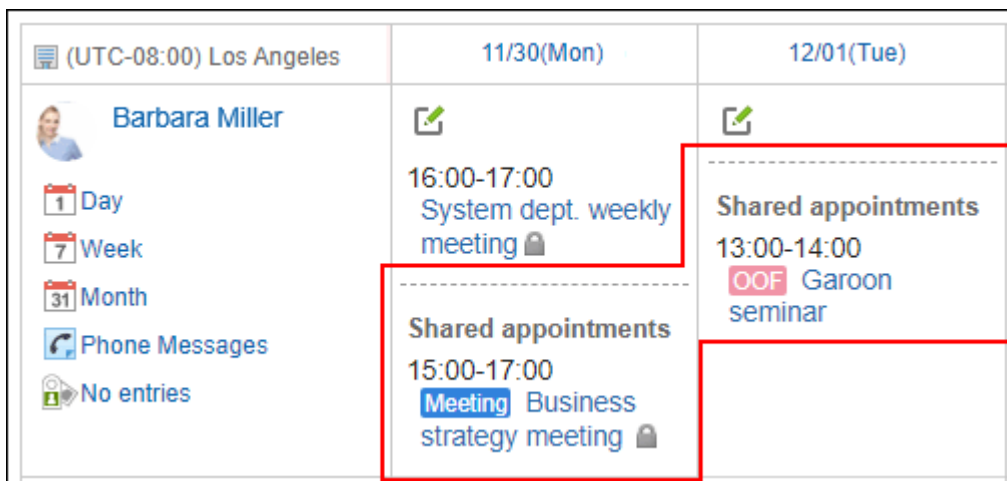 (UTC-08:00) Los Angeles
11/30(Mon)
12/01(Tue)
Barbara Miller
1 Day
7 Week
31 Month
Phone Messages
No entries
16:00-17:00
System dept. weekly
meeting
Shared appointments
15:00-17:00
Meeting Business
strategy meeting
Shared appointments
13:00-14:00
OOF Garoon
seminar